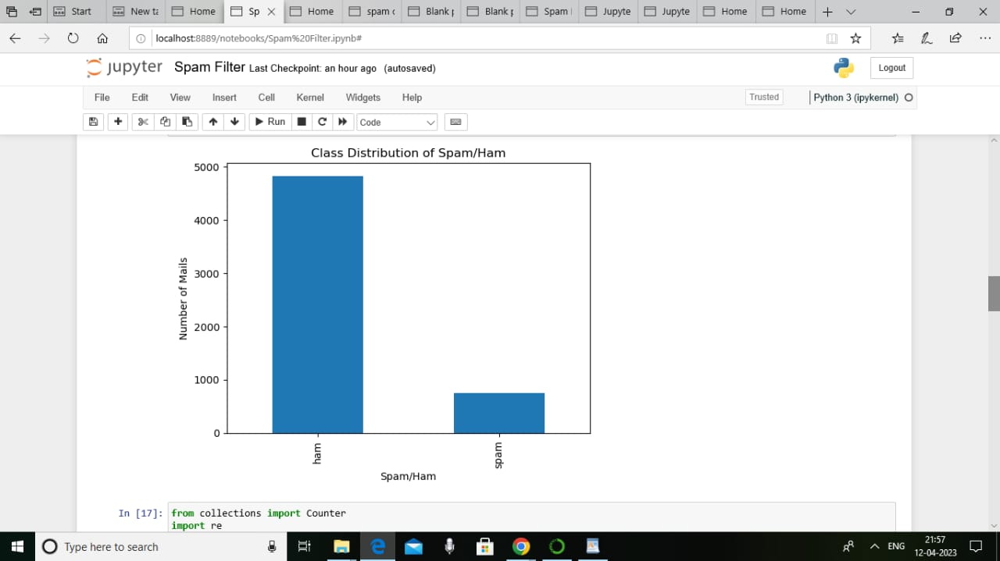 Start New ta Home Sp Home spam c Blank p Blank p Spam Jupyte Jupyte Home Home
localhost:8889/notebooks/Spam%20Filter.ipynb#
jupyter Spam Filter Last Checkpoint: an hour ago (autosaved) Logout
File Edit View Insert Cell Kernel Widgets Help Trusted Python 3 (ipykernel)
Run Code
Class Distribution of Spam/Ham
5000
4000
3000
2000
1000
0
Number of Mails
ham spam
Spam/Ham
In [17]: from collections import Counter
import re
Type here to search ENG 21:57
12-04-2023